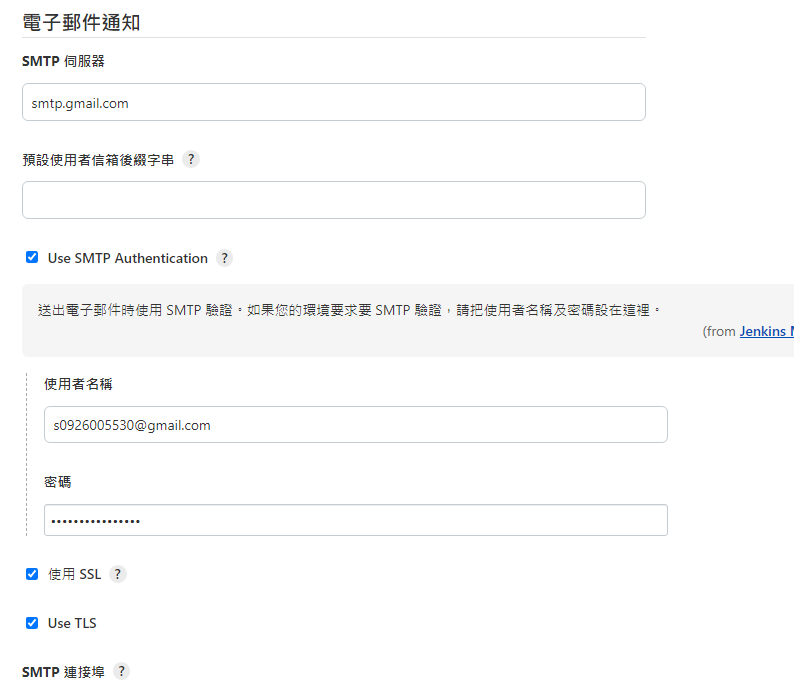 電子郵件通知
SMTP 伺服器
smtp.gmail.com
預設使用者信箱後綴字串 ?
Use SMTP Authentication ?
送出電子郵件時使用 SMTP 驗證。如果您的環境要求要 SMTP 驗證，請把使用者名稱及密碼設在這裡。
(from Jenkins
使用者名稱
s0926005530@gmail.com
密碼
••••••••••••••••
使用 SSL ?
Use TLS
SMTP 連接埠 ?